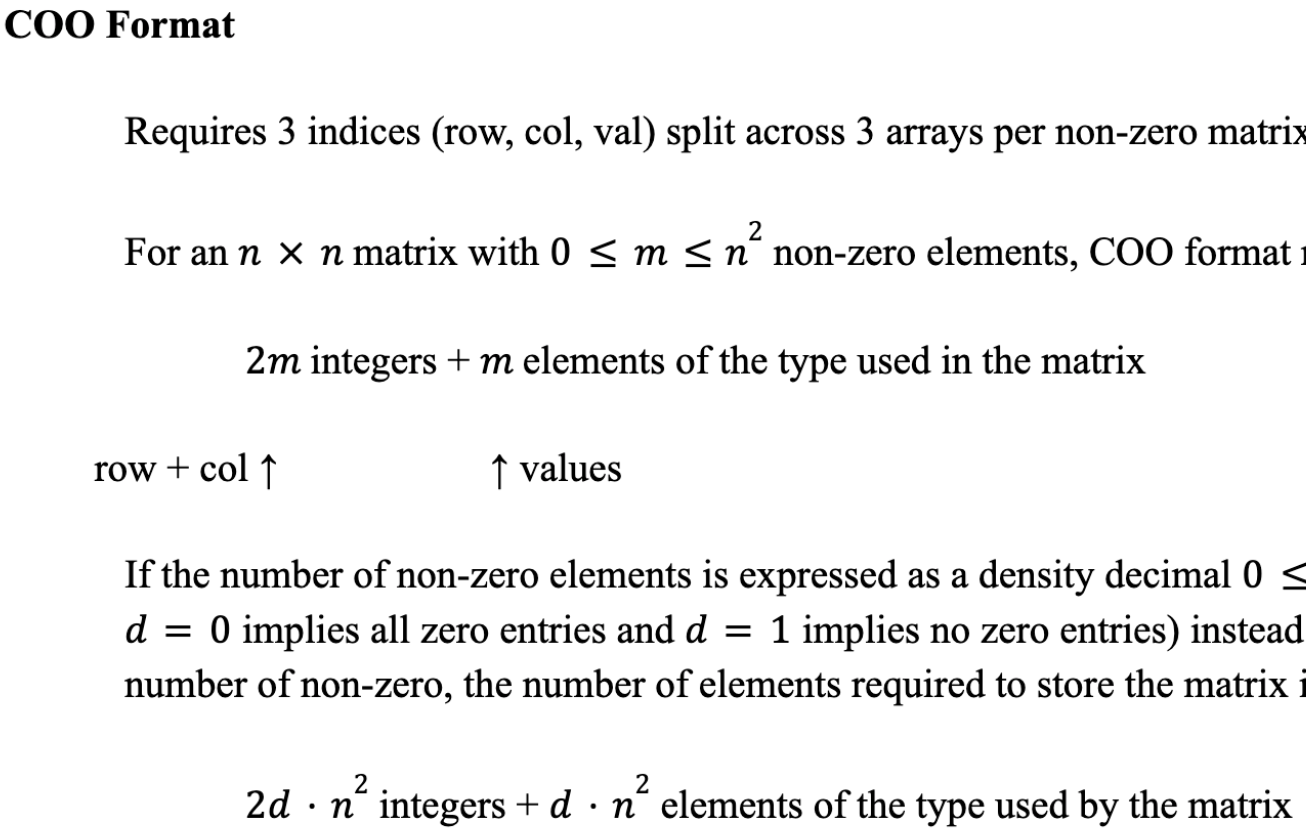 COO Format
Requires 3 indices (row, col, val) split across 3 arrays per non-zero matrix
For an n × n matrix with 0 ≤ m ≤ n² non-zero elements, COO format
2m integers + m elements of the type used in the matrix
row + col ↑ ↑ values
If the number of non-zero elements is expressed as a density decimal 0 ≤
d = 0 implies all zero entries and d = 1 implies no zero entries) instead
number of non-zero, the number of elements required to store the matrix
2d · n² integers + d · n² elements of the type used by the matrix